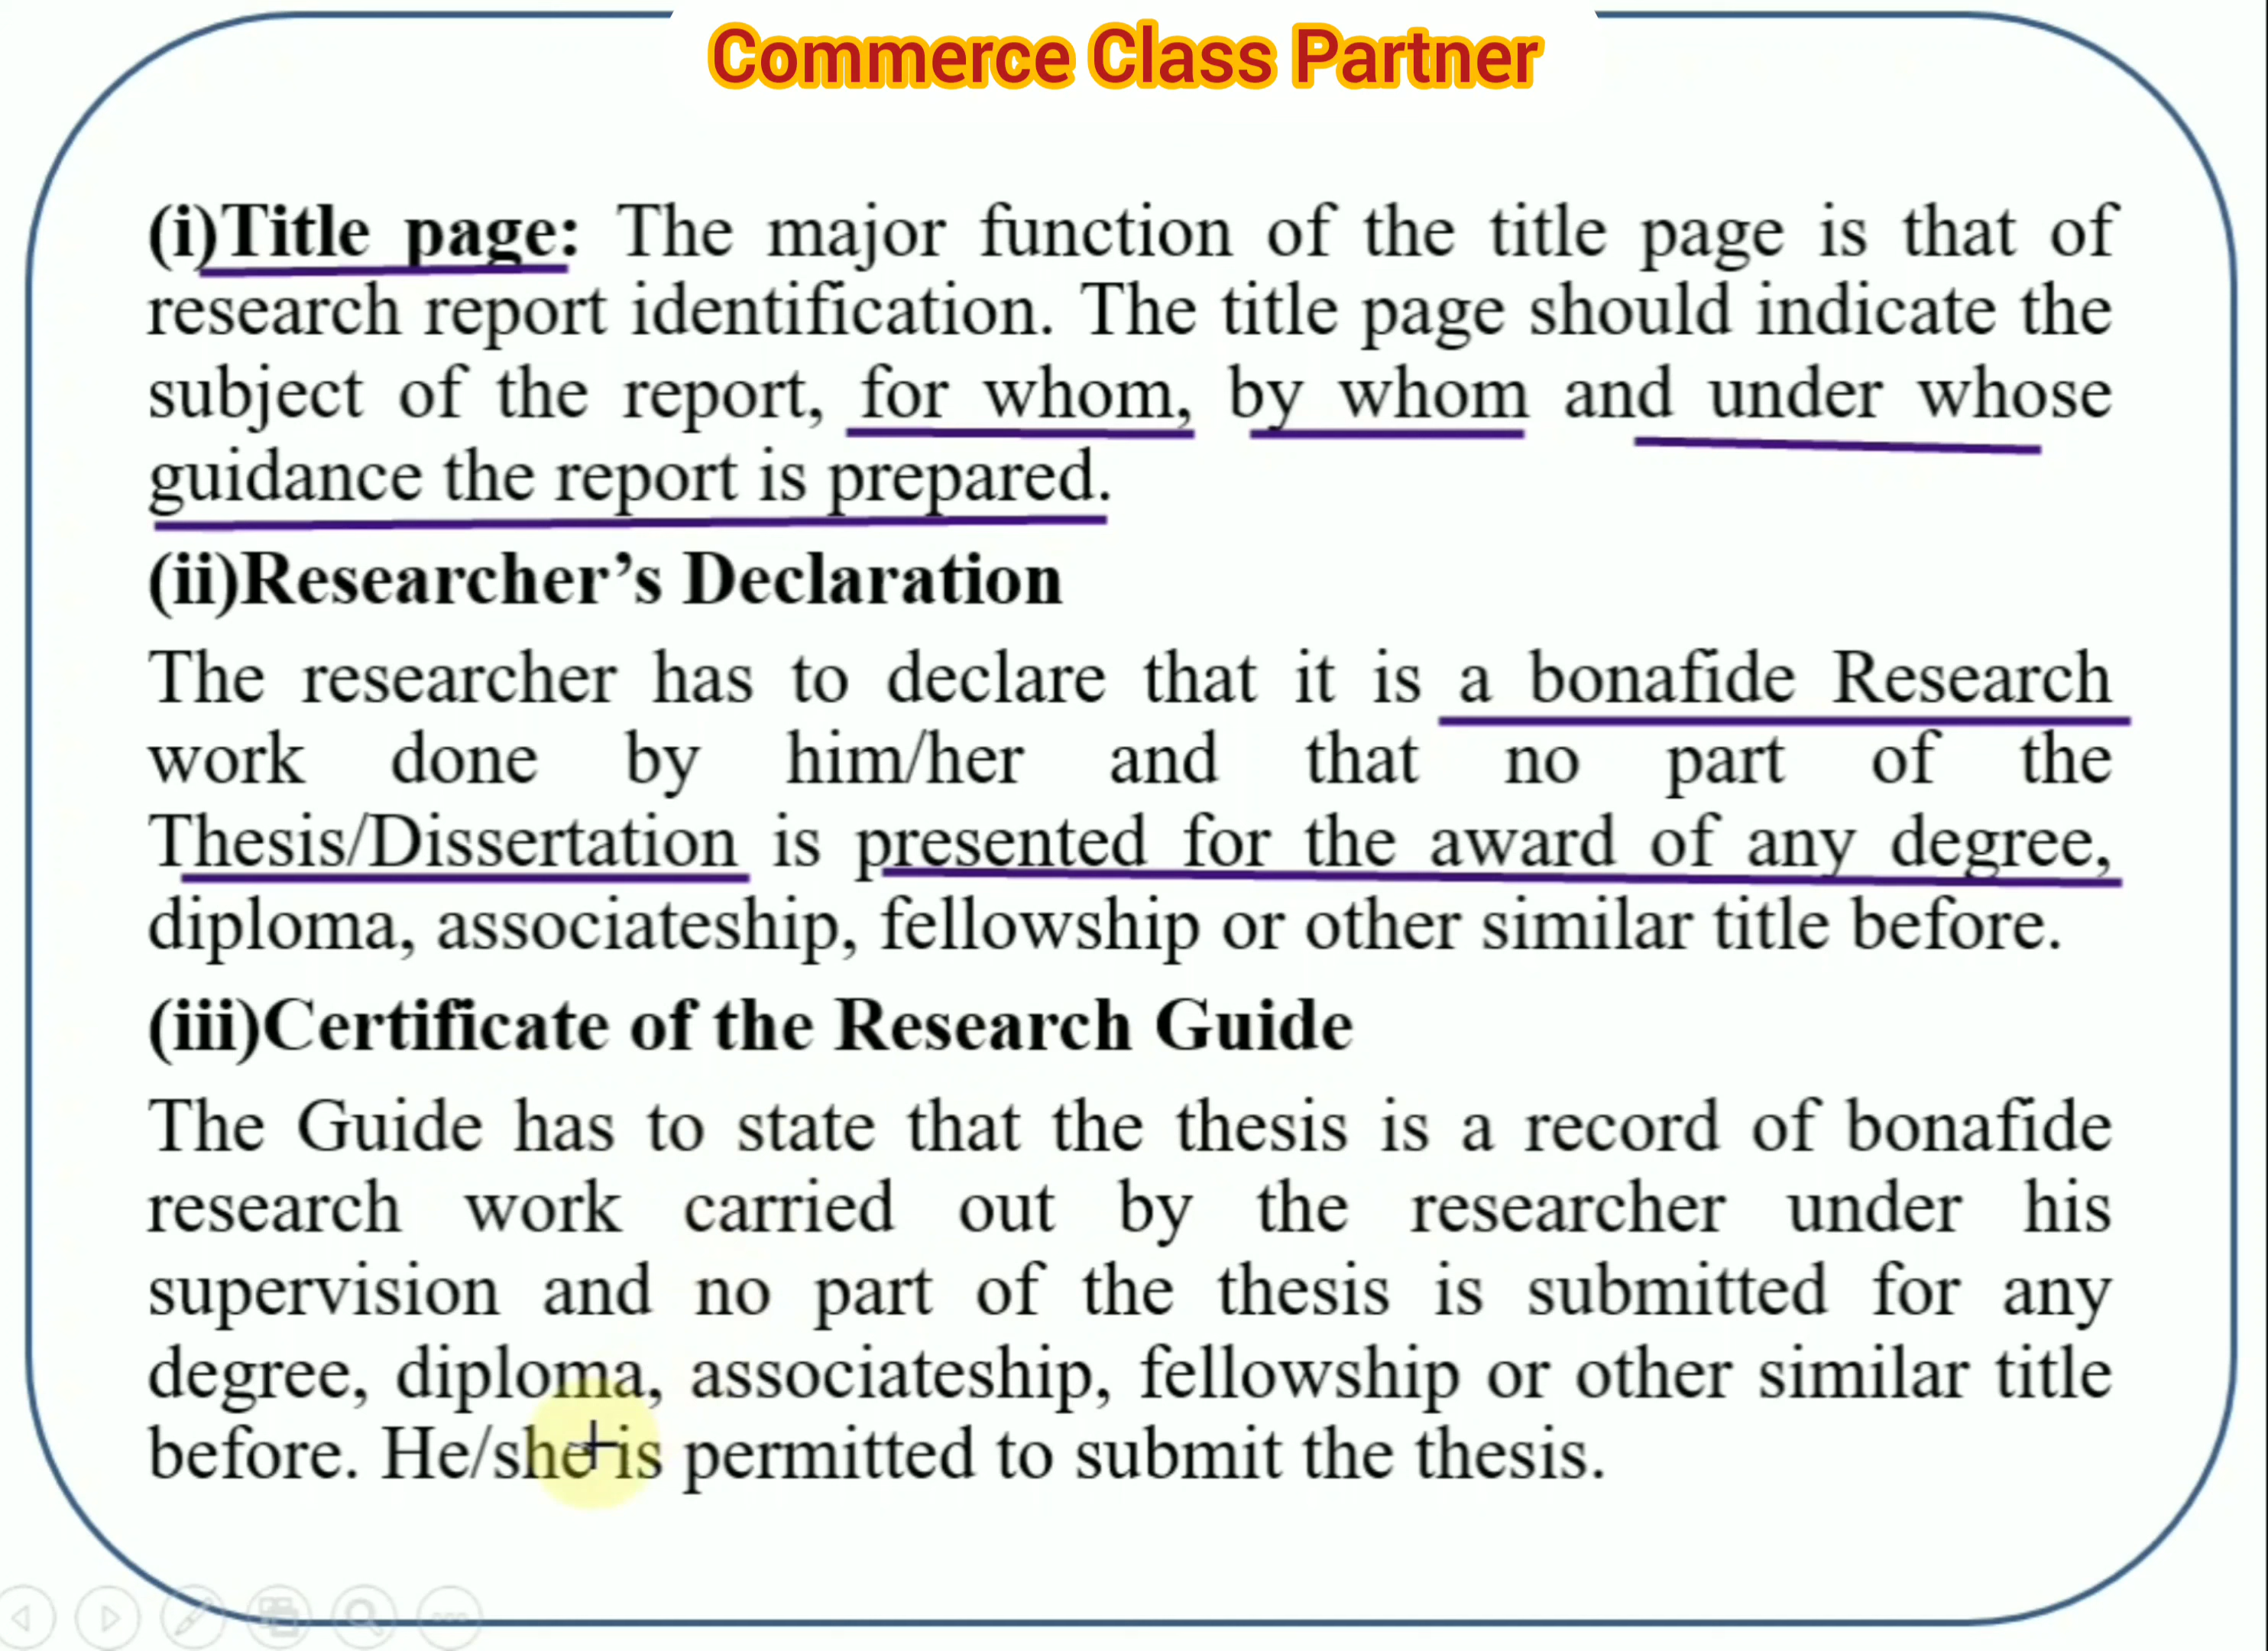 Commerce Class Partner
(i)Title page: The major function of the title page is that of
research report identification. The title page should indicate the
subject of the report, for whom, by whom and under whose
guidance the report is prepared.
(ii)Researcher’s Declaration
The researcher has to declare that it is a bonafide Research
work done by him/her and that no part of the
Thesis/Dissertation is presented for the award of any degree,
diploma, associateship, fellowship or other similar title before.
(iii)Certificate of the Research Guide
The Guide has to state that the thesis is a record of bonafide
research work carried out by the researcher under his
supervision and no part of the thesis is submitted for any
degree, diploma, associateship, fellowship or other similar title
before. He/she is permitted to submit the thesis.